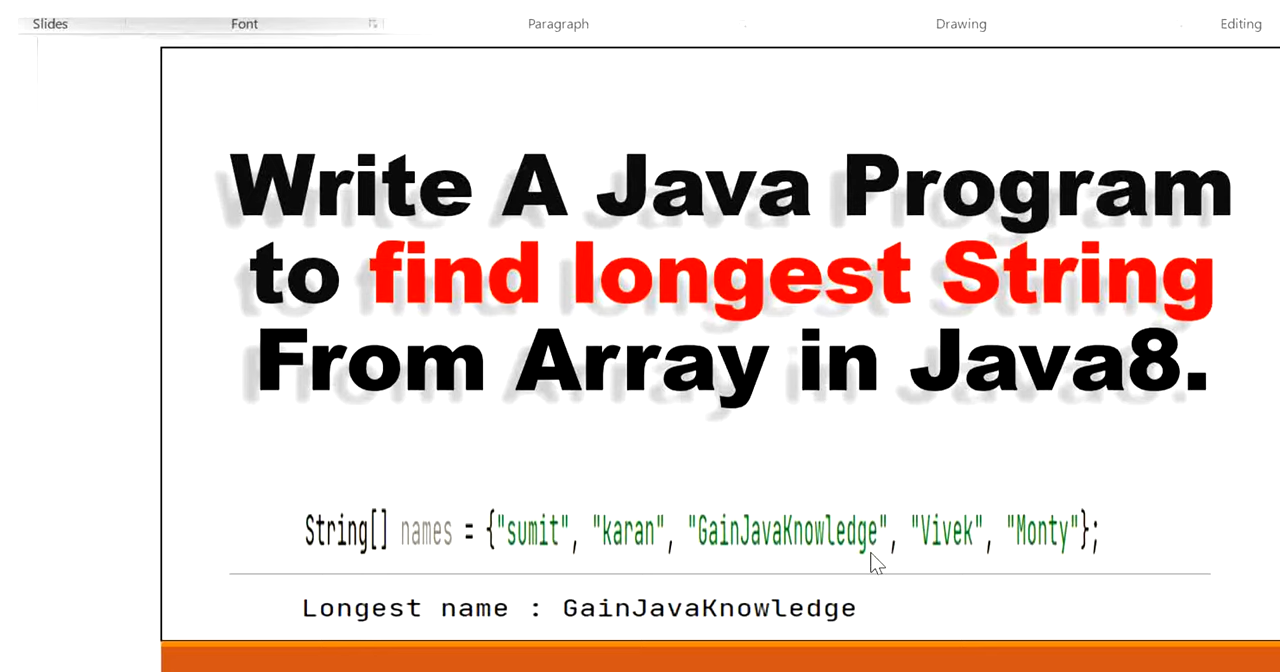 Slides Font Paragraph Drawing Editing
Write A Java Program
to find longest String
From Array in Java8.
String[] names = {"sumit", "karan", "GainJavaKnowledge", "Vivek", "Monty"};
Longest name : GainJavaKnowledge